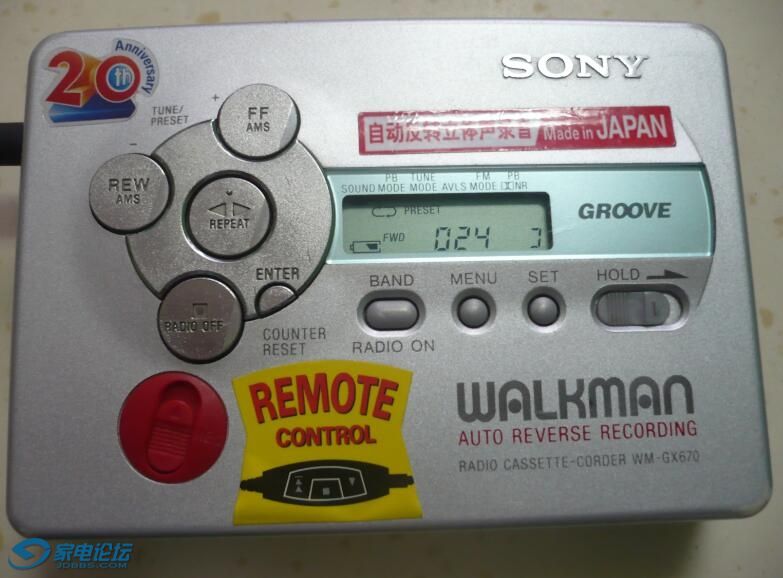 20th
Anniversary
SONY
TUNE/
PRESET
+
FF
AMS
自动反转立体声录音 Made in JAPAN
-
REW
AMS
REPEAT
PB TUNE FM PB
SOUND MODE MODE AVLS MODE NR
PRESET
FWD 024
GROOVE
ENTER
BAND MENU SET HOLD
RADIO OFF
COUNTER
RESET
RADIO ON
REMOTE
CONTROL
WALKMAN
AUTO REVERSE RECORDING
RADIO CASSETTE-CORDER WM-GX670
家电论坛
JDBBS.COM